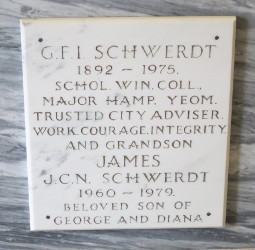 G.F.I SCHWERDT
1892 – 1975.
SCHOL. WIN. COLL.,
MAJOR HAMP. YEOM.
TRUSTED CITY ADVISER.
WORK.COURAGE.INTEGRITY
AND GRANDSON
JAMES
J.C.N. SCHWERDT
1960 – 1979.
BELOVED SON OF
GEORGE AND DIANA